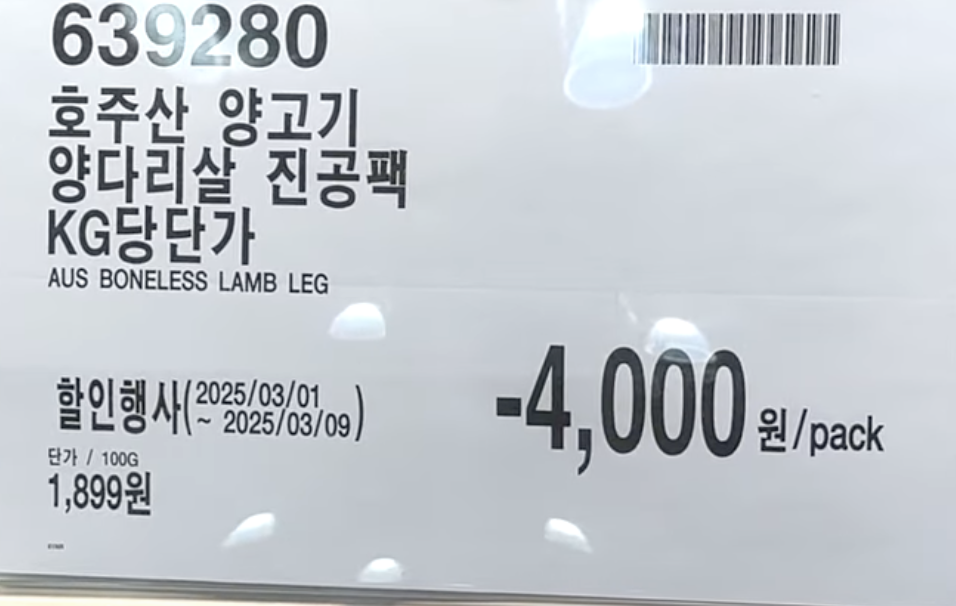 639280
호주산 양고기
양다리살 진공팩
KG당단가
AUS BONELESS LAMB LEG
할인행사(2025/03/01
~ 2025/03/09)
-4,000원/pack
단가 / 100G
1,899원